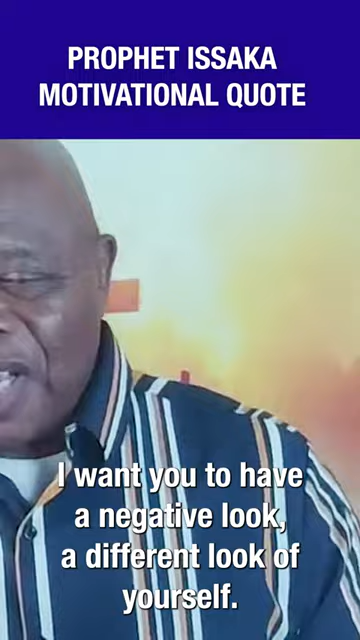 PROPHET ISSAKA
MOTIVATIONAL QUOTE
I want you to have
a negative look,
a different look of
yourself.